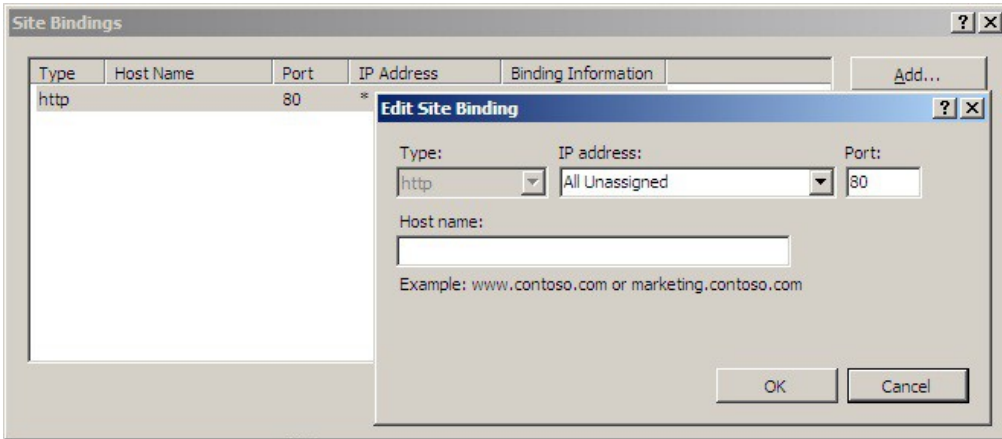 Site Bindings
Type Host Name Port IP Address Binding Information Add...
http 80 *
Edit Site Binding
Type: IP address: Port:
http All Unassigned 80
Host name:
Example: www.contoso.com or marketing.contoso.com
OK Cancel